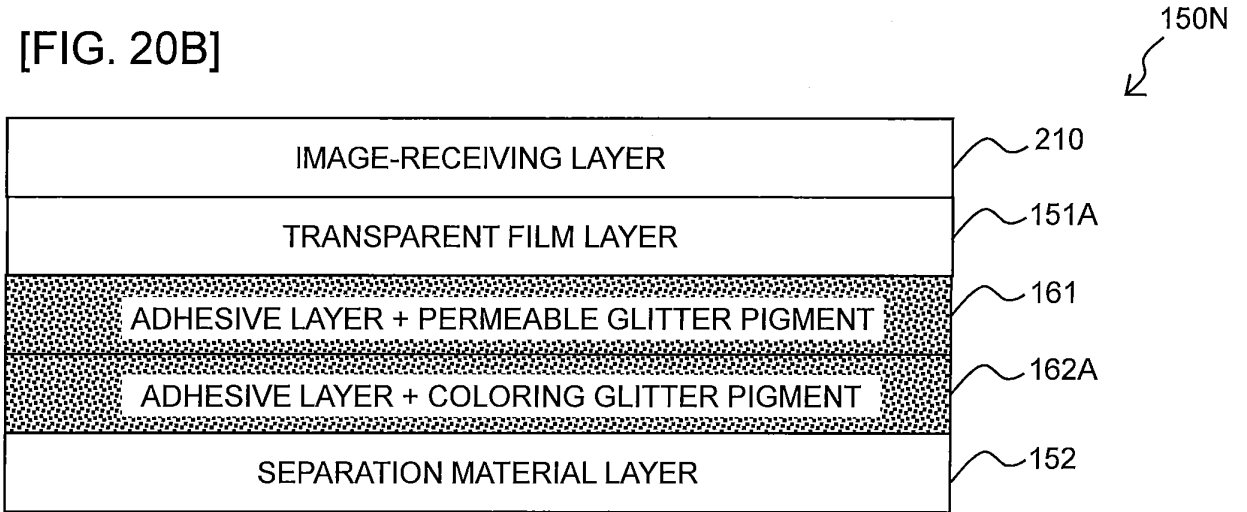 150N
[FIG. 20B]
IMAGE-RECEIVING LAYER
210
TRANSPARENT FILM LAYER
151A
ADHESIVE LAYER + PERMEABLE GLITTER PIGMENT
161
ADHESIVE LAYER + COLORING GLITTER PIGMENT
162A
SEPARATION MATERIAL LAYER
152